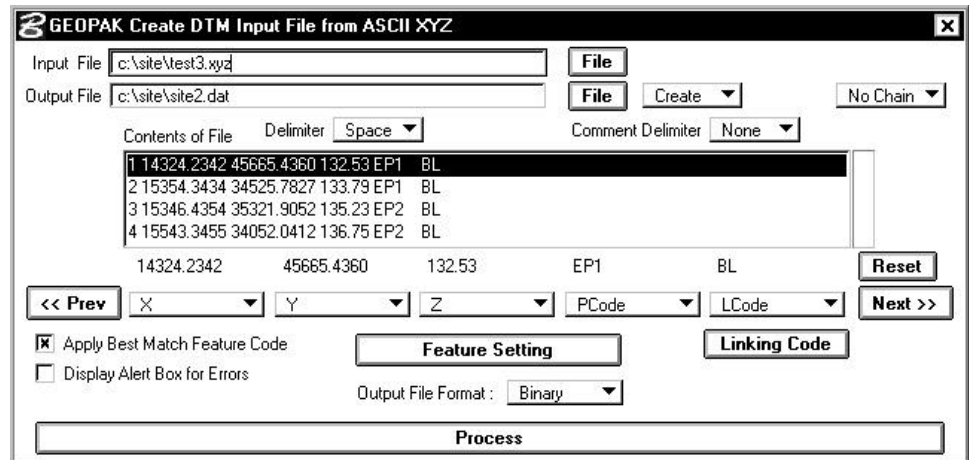 GEOPAK Create DTM Input File from ASCII XYZ
Input File c:\site\test3.xyz File
Output File c:\site\site2.dat File Create No Chain
Contents of File Delimiter Space Comment Delimiter None
1 14324.2342 45665.4360 132.53 EP1 BL
2 15354.3434 34525.7827 133.79 EP1 BL
3 15346.4354 35321.9052 135.23 EP2 BL
4 15543.3455 34052.0412 136.75 EP2 BL
14324.2342 45665.4360 132.53 EP1 BL Reset
<< Prev X Y Z PCode LCode Next >>
Apply Best Match Feature Code Feature Setting Linking Code
Display Alert Box for Errors
Output File Format : Binary
Process